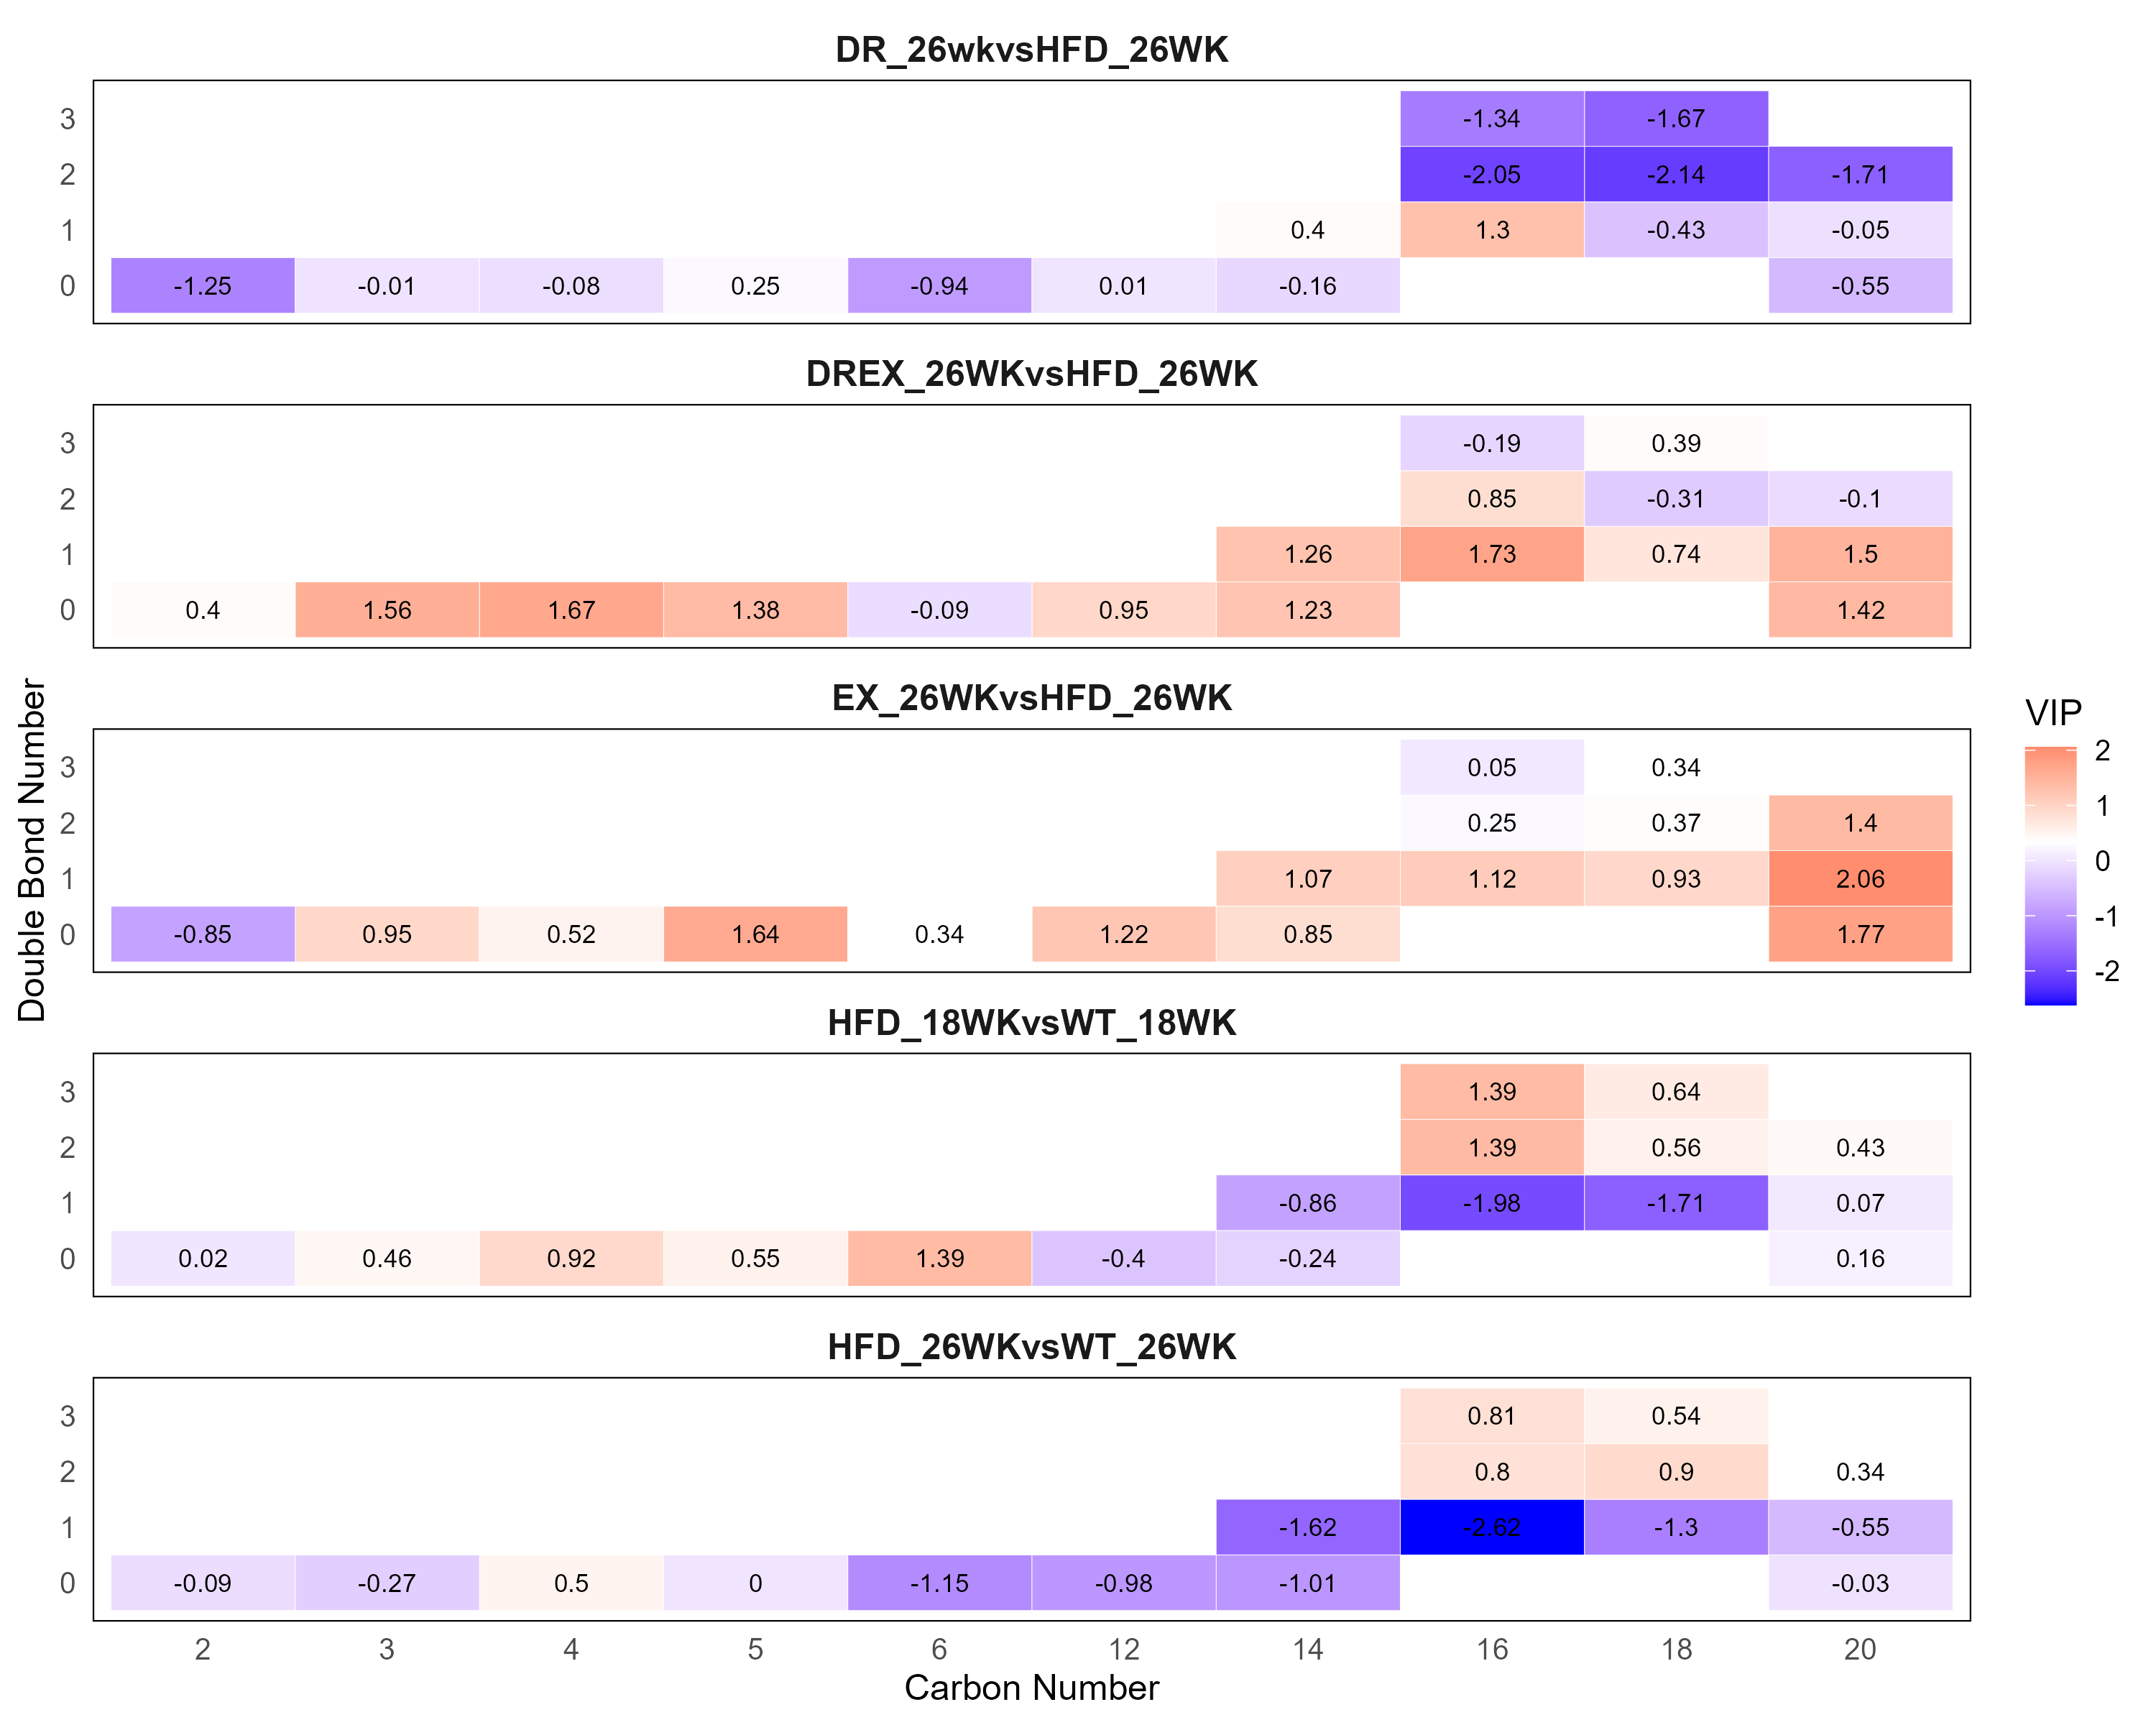 DR_26wkvsHFD_26WK
3 -1.34 -1.67
2 -2.05 -2.14 -1.71
1 0.4 1.3 -0.43 -0.05
0 -1.25 -0.01 -0.08 0.25 -0.94 0.01 -0.16 -0.55
DREX_26WKvsHFD_26WK
3 -0.19 0.39
2 0.85 -0.31 -0.1
1 1.26 1.73 0.74 1.5
0 0.4 1.56 1.67 1.38 -0.09 0.95 1.23 1.42
EX_26WKvsHFD_26WK
3 0.05 0.34
2 0.25 0.37 1.4
1 1.07 1.12 0.93 2.06
0 -0.85 0.95 0.52 1.64 0.34 1.22 0.85 1.77
HFD_18WKvsWT_18WK
3 1.39 0.64
2 1.39 0.56 0.43
1 -0.86 -1.98 -1.71 0.07
0 0.02 0.46 0.92 0.55 1.39 -0.4 -0.24 0.16
HFD_26WKvsWT_26WK
3 0.81 0.54
2 0.8 0.9 0.34
1 -1.62 -2.62 -1.3 -0.55
0 -0.09 -0.27 0.5 0 -1.15 -0.98 -1.01 -0.03
2 3 4 5 6 12 14 16 18 20
Carbon Number
Double Bond Number
VIP
2
1
0
-1
-2